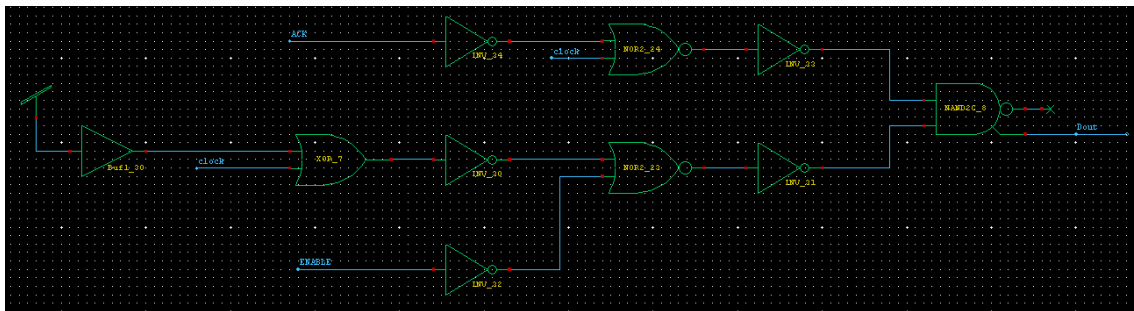 ACK
INV_34
clock
NOR2_24
INV_33
NAND2C_8
Dout
Buf1_30
clock
XOR_7
INV_30
NOR2_23
INV_31
ENABLE
INV_32